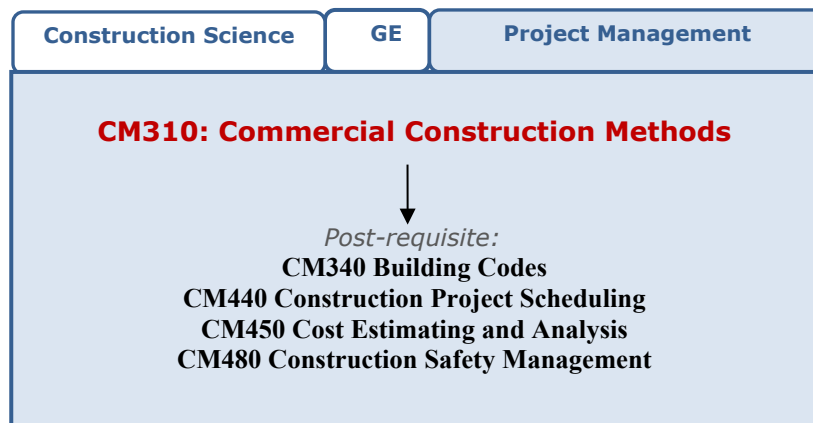 Construction Science
GE
Project Management
CM310: Commercial Construction Methods
Post-requisite:
CM340 Building Codes
CM440 Construction Project Scheduling
CM450 Cost Estimating and Analysis
CM480 Construction Safety Management